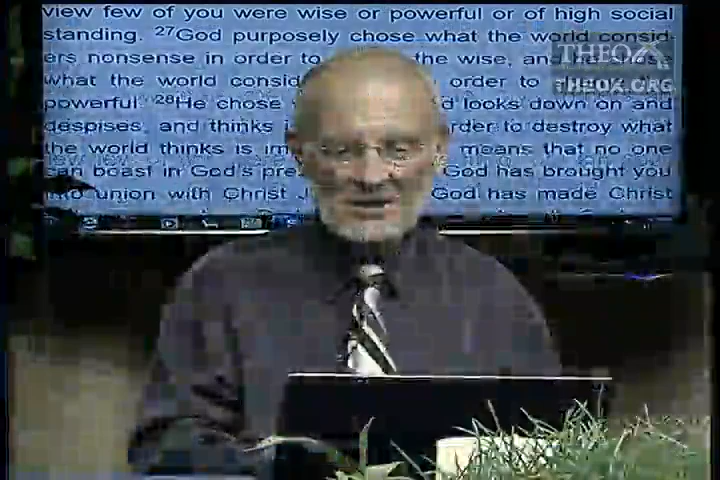 view few of you were wise or powerful or of high social
standing. 27God purposely chose what the world consid-
ers nonsense in order to the wise, and he chose
what the world consid order to
powerful. 28He chose d looks down on and
despises, and thinks i rder to destroy what
the world thinks is im means that no one
can boast in God's pre God has brought you
into union with Christ J God has made Christ
THEOX
THEOX.ORG